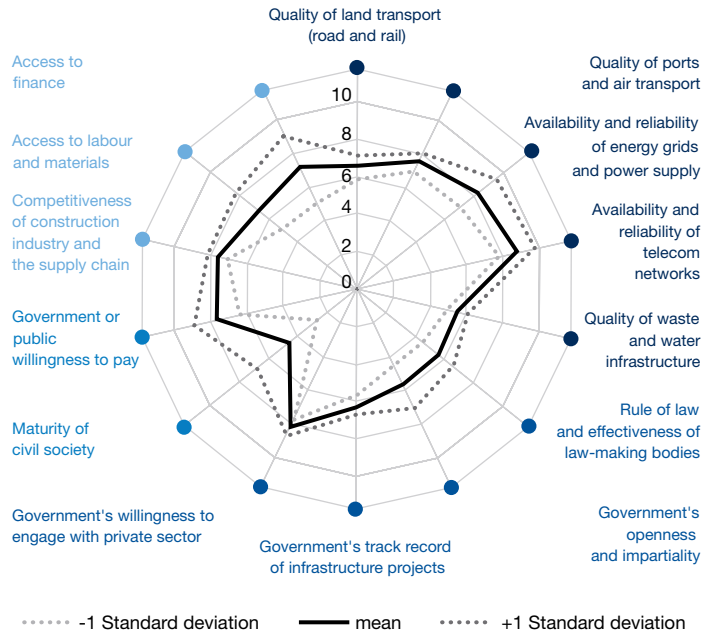 Quality of land transport
(road and rail)
Quality of ports
and air transport
Availability and reliability
of energy grids
and power supply
Availability and
reliability of
telecom
networks
Quality of waste
and water
infrastructure
Rule of law
and effectiveness of
law-making bodies
Government's
openness
and impartiality
Government's track record
of infrastructure projects
Government's willingness to
engage with private sector
Maturity of
civil society
Government or
public
willingness to pay
Competitiveness
of construction
industry and
the supply chain
Access to labour
and materials
Access to
finance
10
8
6
4
2
0
-1 Standard deviation
mean
+1 Standard deviation